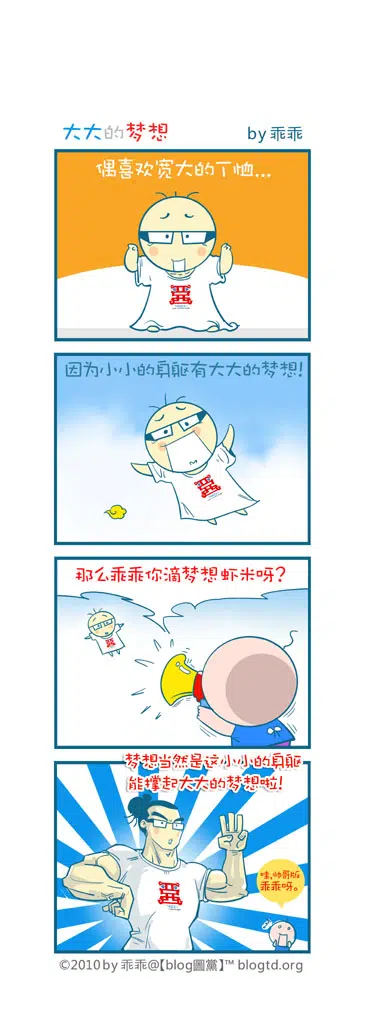 大大的梦想
by 乖乖
偶喜欢宽大的T恤...
因为小小的身躯有大大的梦想!
那么乖乖你滴梦想虾米呀?
梦想当然是这小小的身躯
能撑起大大的梦想啦!
哇,帅哥版
乖乖呀。
©2010 by 乖乖@【blog圖黨】™ blogtd.org